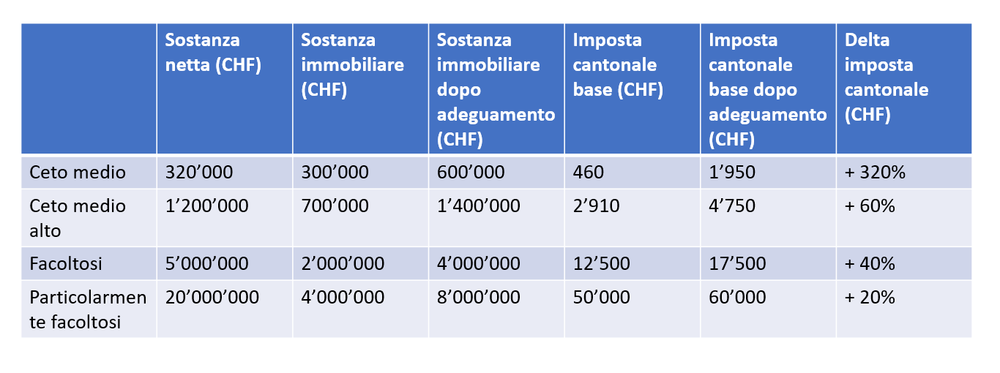 Sostanza netta (CHF)
Sostanza immobiliare (CHF)
Sostanza immobiliare dopo adeguamento (CHF)
Imposta cantonale base (CHF)
Imposta cantonale base dopo adeguamento (CHF)
Delta imposta cantonale (CHF)
Ceto medio 320’000 300’000 600’000 460 1’950 + 320%
Ceto medio alto 1’200’000 700’000 1’400’000 2’910 4’750 + 60%
Facoltosi 5’000’000 2’000’000 4’000’000 12’500 17’500 + 40%
Particolarmente facoltosi 20’000’000 4’000’000 8’000’000 50’000 60’000 + 20%